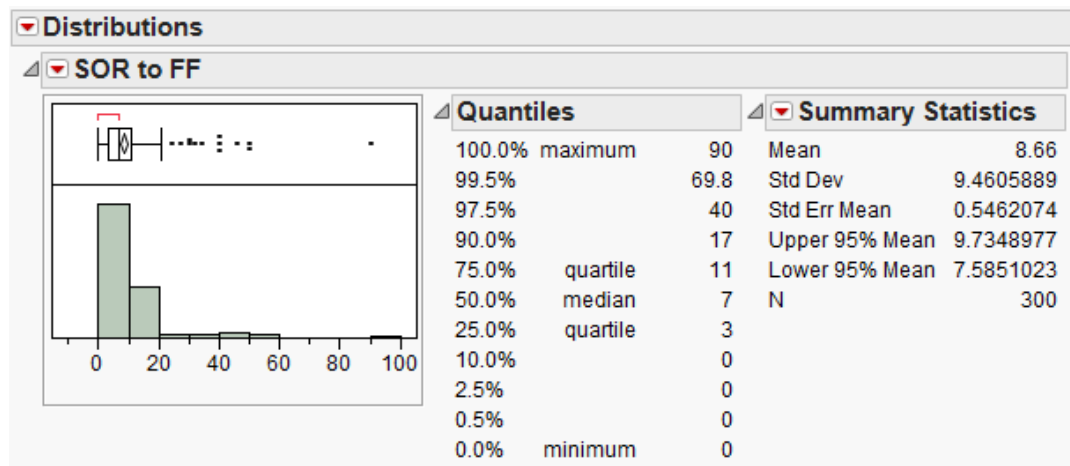 Distributions
SOR to FF
0 20 40 60 80 100
Quantiles
100.0% maximum 90
99.5% 69.8
97.5% 40
90.0% 17
75.0% quartile 11
50.0% median 7
25.0% quartile 3
10.0% 0
2.5% 0
0.5% 0
0.0% minimum 0
Summary Statistics
Mean 8.66
Std Dev 9.4605889
Std Err Mean 0.5462074
Upper 95% Mean 9.7348977
Lower 95% Mean 7.5851023
N 300